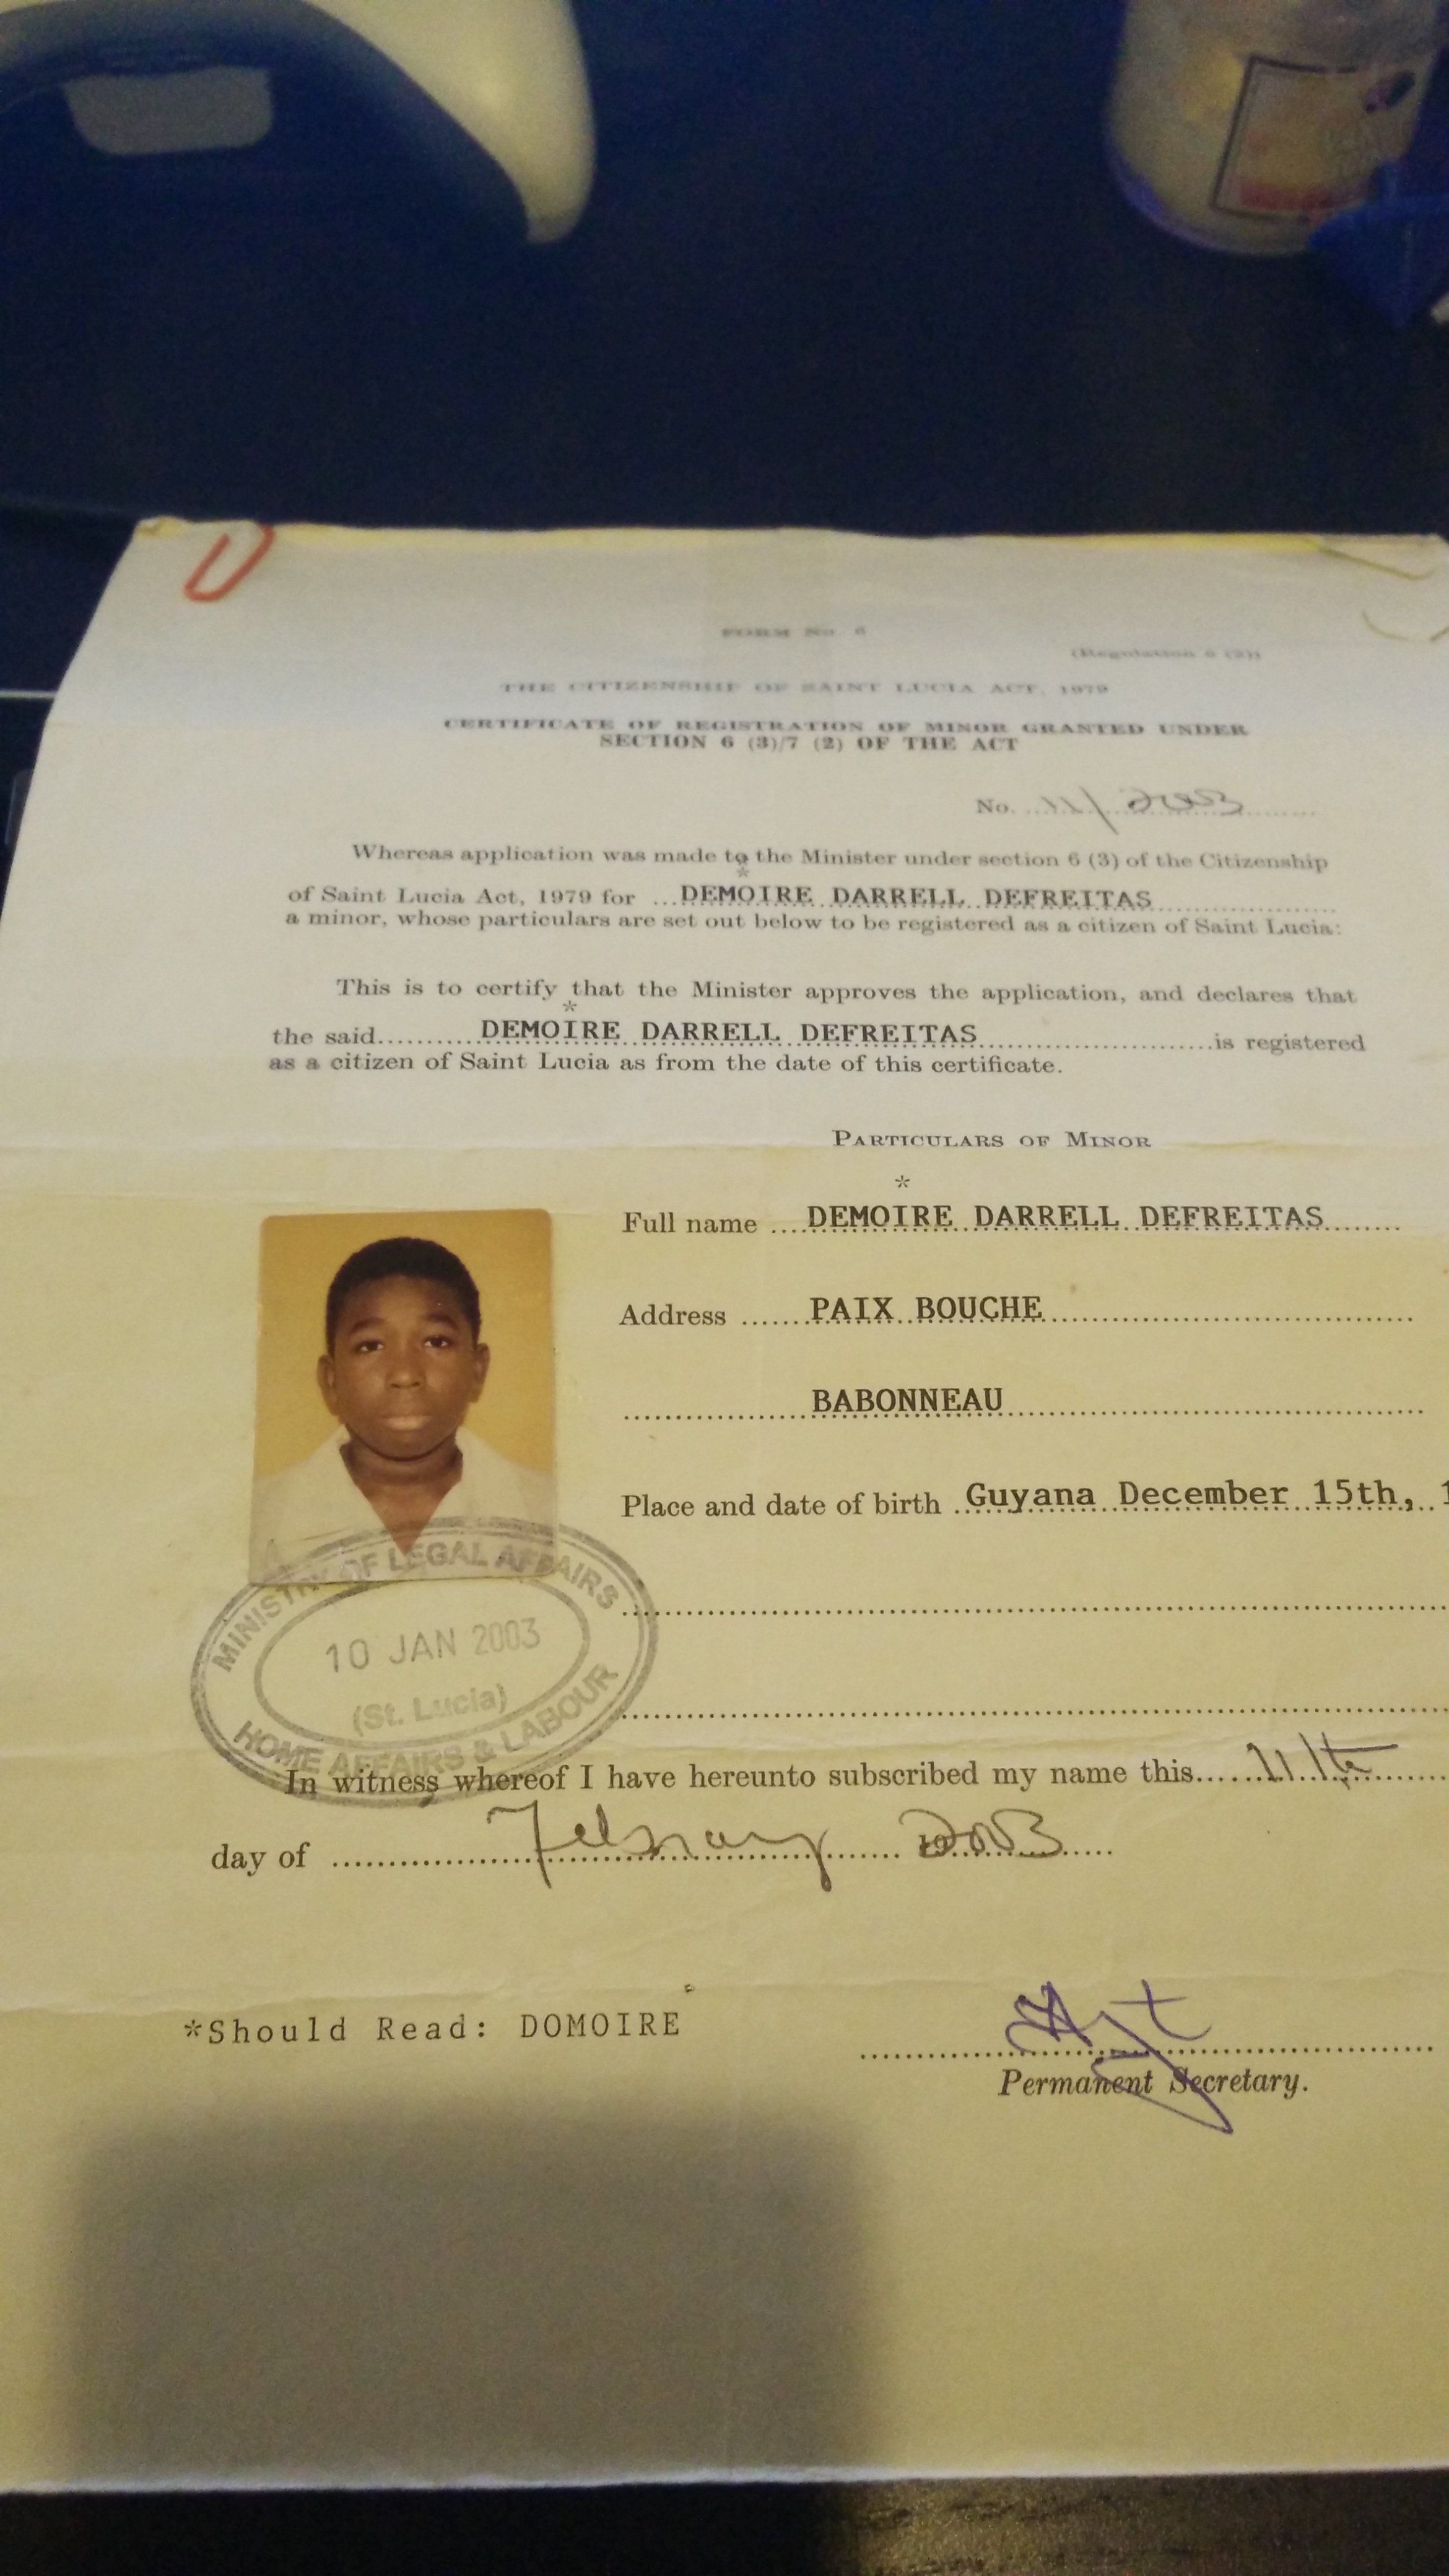 FORM No. 6
(Regulation 6 (3))
THE CITIZENSHIP OF SAINT LUCIA ACT, 1979
CERTIFICATE OF REGISTRATION OF MINOR GRANTED UNDER
SECTION 6 (3)/7 (2) OF THE ACT
No. 11/2003
Whereas application was made to the Minister under section 6 (3) of the Citizenship
*
of Saint Lucia Act, 1979 for ...DEMOIRE DARRELL DEFREITAS
a minor, whose particulars are set out below to be registered as a citizen of Saint Lucia:
This is to certify that the Minister approves the application, and declares that
*
the said..........DEMOIRE DARRELL DEFREITAS..........is registered
as a citizen of Saint Lucia as from the date of this certificate.
PARTICULARS OF MINOR
*
Full name ....DEMOIRE DARRELL DEFREITAS
Address ......PAIX BOUCHE
BABONNEAU
Place and date of birth ..Guyana December 15th, 1
MINISTRY OF LEGAL AFFAIRS
10 JAN 2003
(St. Lucia)
HOME AFFAIRS & LABOUR
In witness whereof I have hereunto subscribed my name this.....11th
day of ..........February 2003
*Should Read: DOMOIRE
Permanent Secretary.